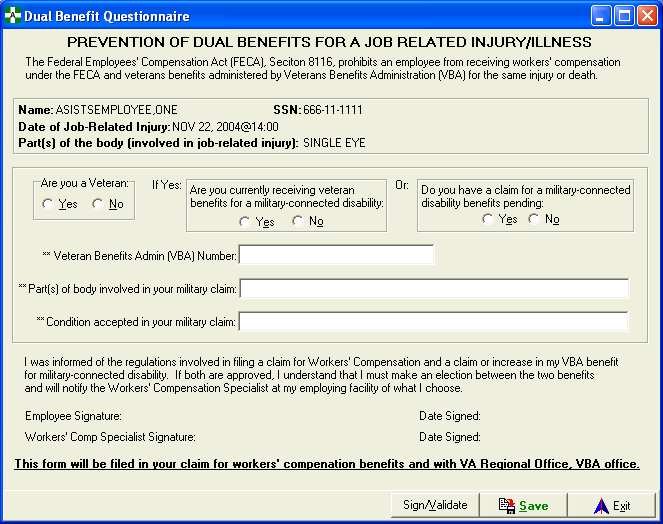 Dual Benefit Questionnaire
PREVENTION OF DUAL BENEFITS FOR A JOB RELATED INJURY/ILLNESS
The Federal Employees' Compensation Act (FECA), Seciton 8116, prohibits an employee from receiving workers' compensation
under the FECA and veterans benefits administered by Veterans Benefits Administration (VBA) for the same injury or death.
Name: ASISTSEMPLOYEE,ONE SSN: 666-11-1111
Date of Job-Related Injury: NOV 22, 2004@14:00
Part(s) of the body (involved in job-related injury): SINGLE EYE
Are you a Veteran:
Yes No
If Yes:
Are you currently receiving veteran
benefits for a military-connected disability:
Yes No
Or:
Do you have a claim for a military-connected
disability benefits pending:
Yes No
** Veteran Benefits Admin (VBA) Number:
** Part(s) of body involved in your military claim:
** Condition accepted in your military claim:
I was informed of the regulations involved in filing a claim for Workers' Compensation and a claim or increase in my VBA benefit
for military-connected disability. If both are approved, I understand that I must make an election between the two benefits
and will notify the Workers' Compensation Specialist at my employing facility of what I choose.
Employee Signature: Date Signed:
Workers' Comp Specialist Signature: Date Signed:
This form will be filed in your claim for workers' compenation benefits and with VA Regional Office, VBA office.
Sign/Validate Save Exit